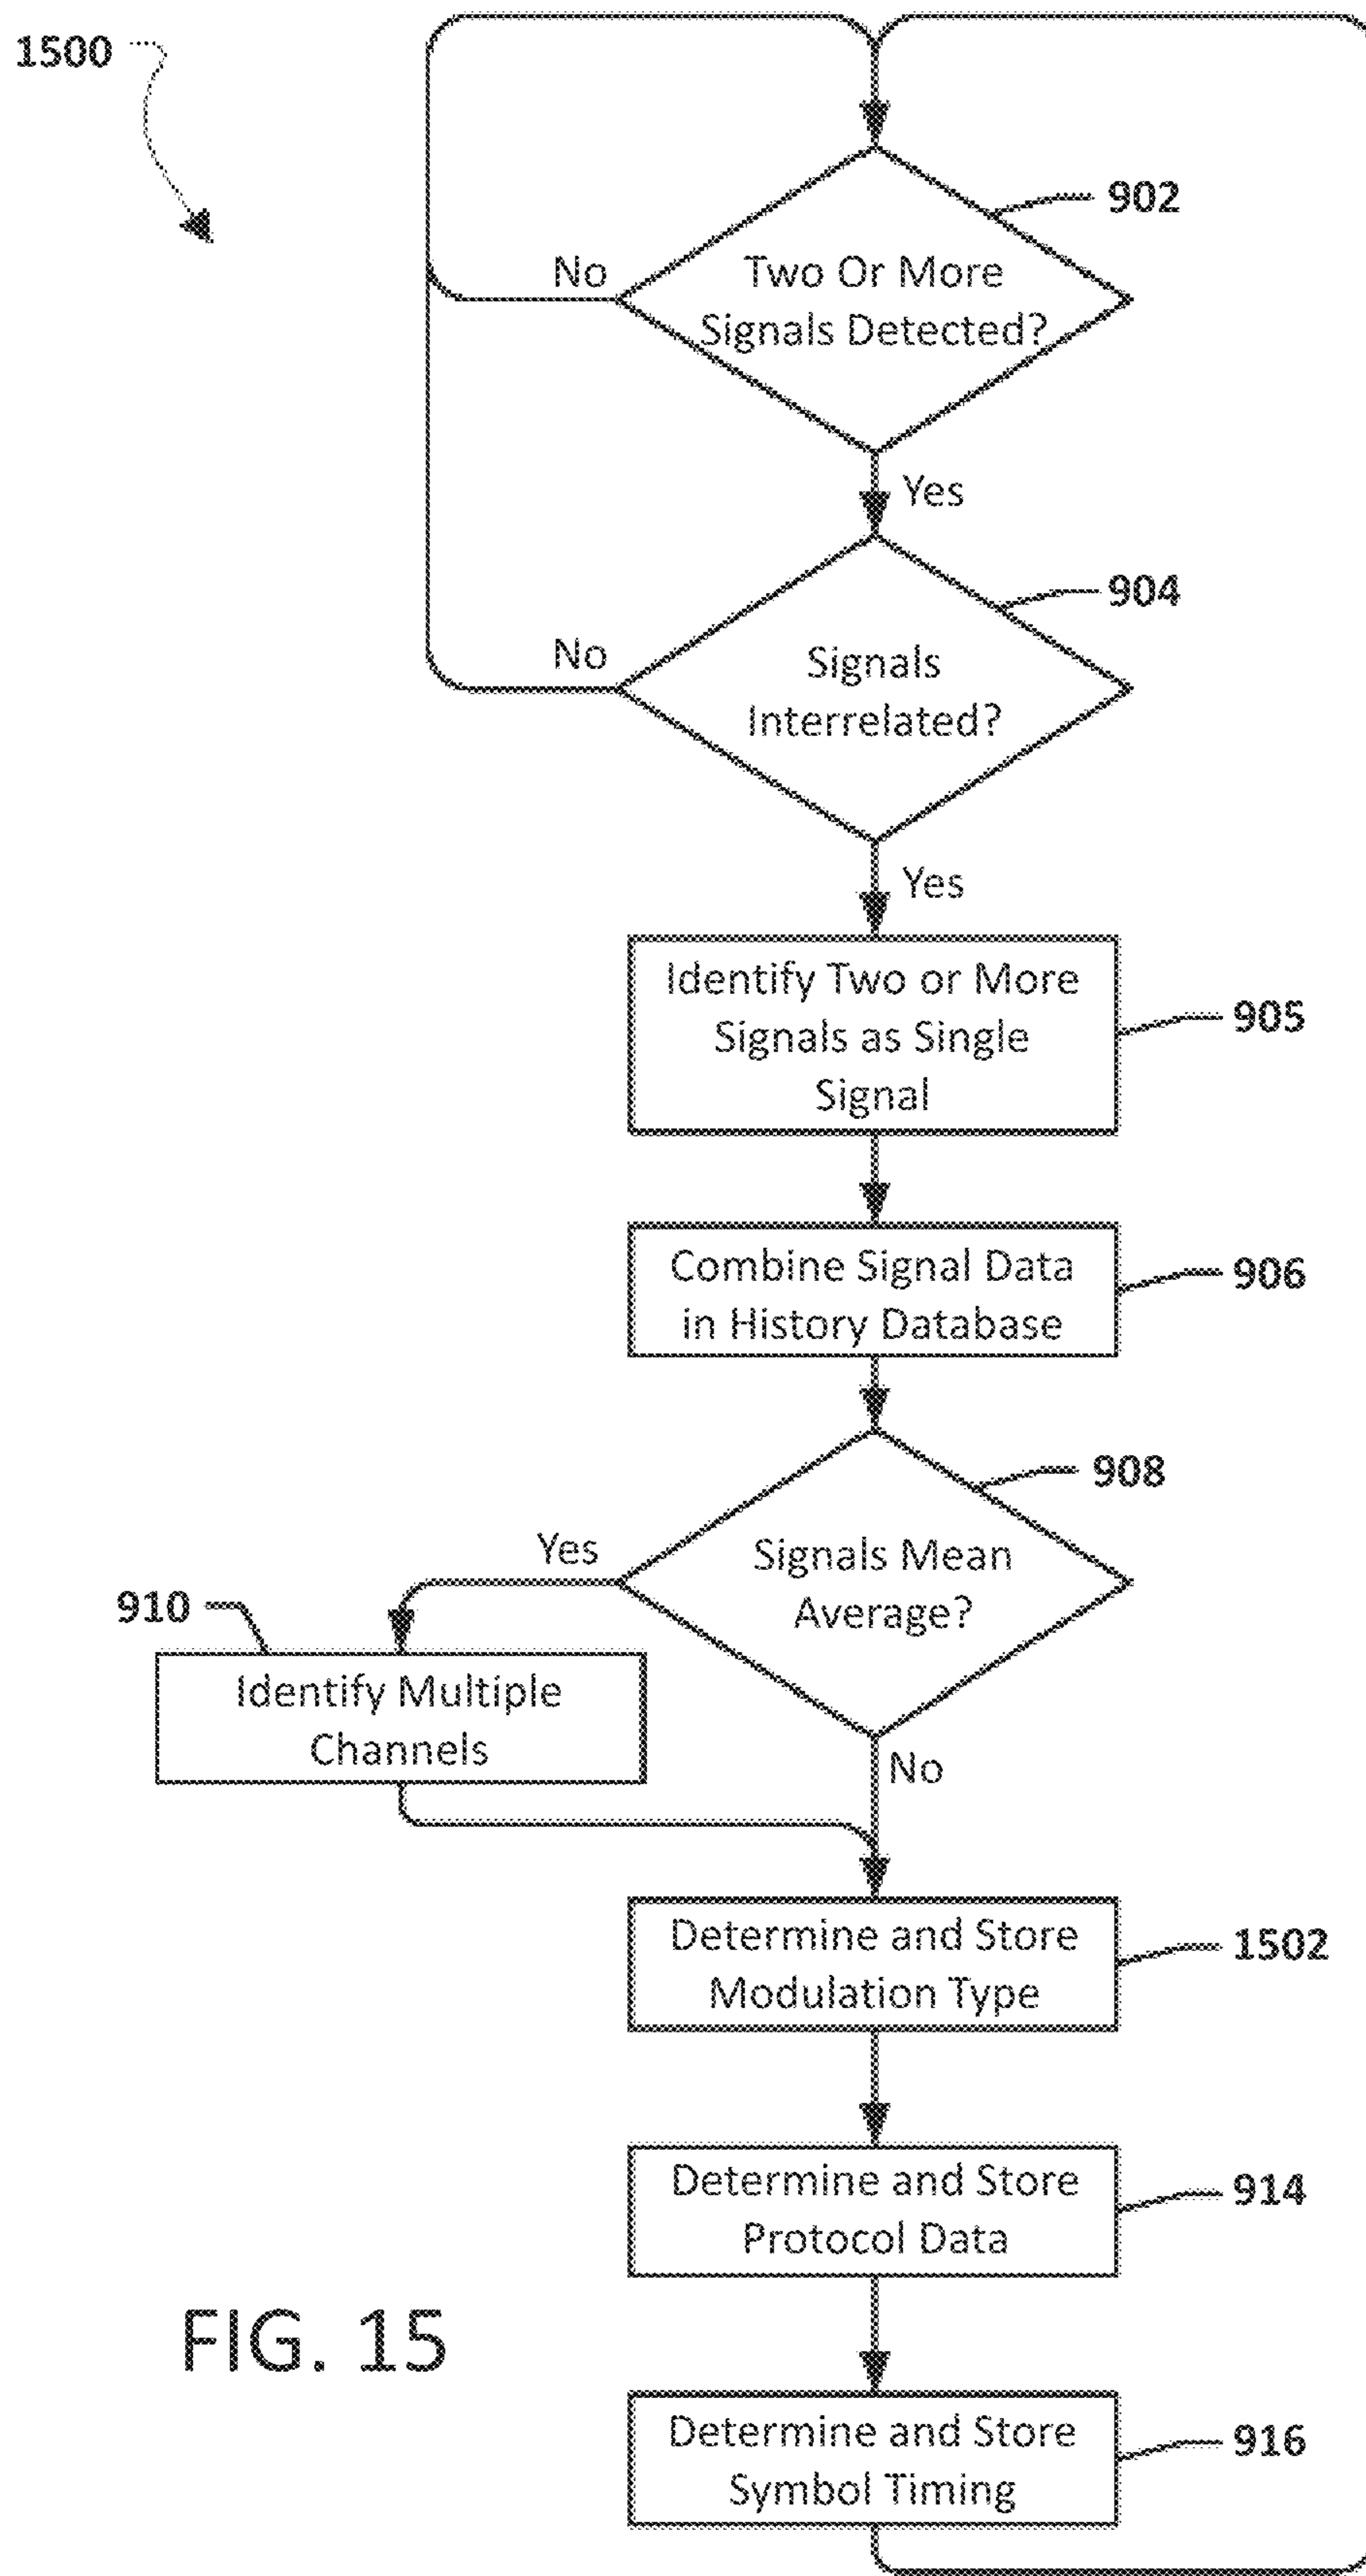 1500
902
No
Two Or More
Signals Detected?
Yes
904
No
Signals
Interrelated?
Yes
Identify Two or More
Signals as Single
Signal
905
Combine Signal Data
in History Database
906
908
Yes
Signals Mean
Average?
910
Identify Multiple
Channels
No
Determine and Store
Modulation Type
1502
Determine and Store
Protocol Data
914
FIG. 15
Determine and Store
Symbol Timing
916